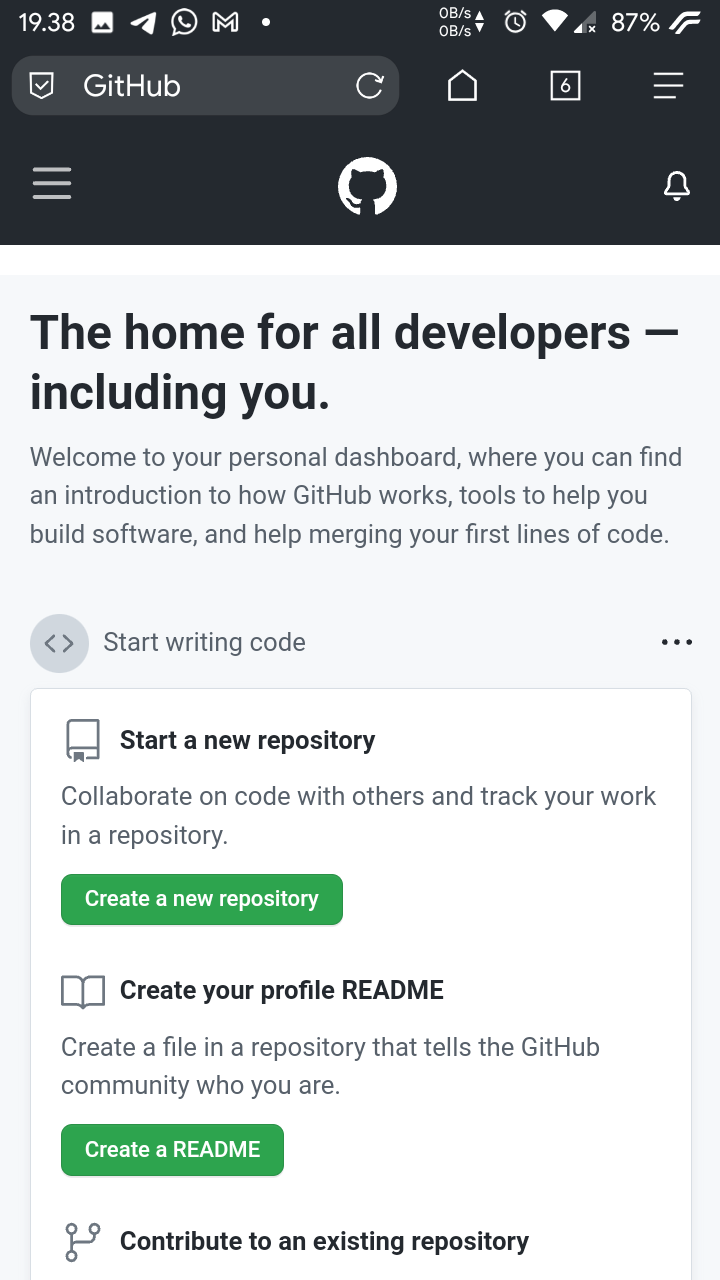 19.38
0B/s
0B/s
87%
GitHub
6
The home for all developers —
including you.
Welcome to your personal dashboard, where you can find
an introduction to how GitHub works, tools to help you
build software, and help merging your first lines of code.
Start writing code
Start a new repository
Collaborate on code with others and track your work
in a repository.
Create a new repository
Create your profile README
Create a file in a repository that tells the GitHub
community who you are.
Create a README
Contribute to an existing repository